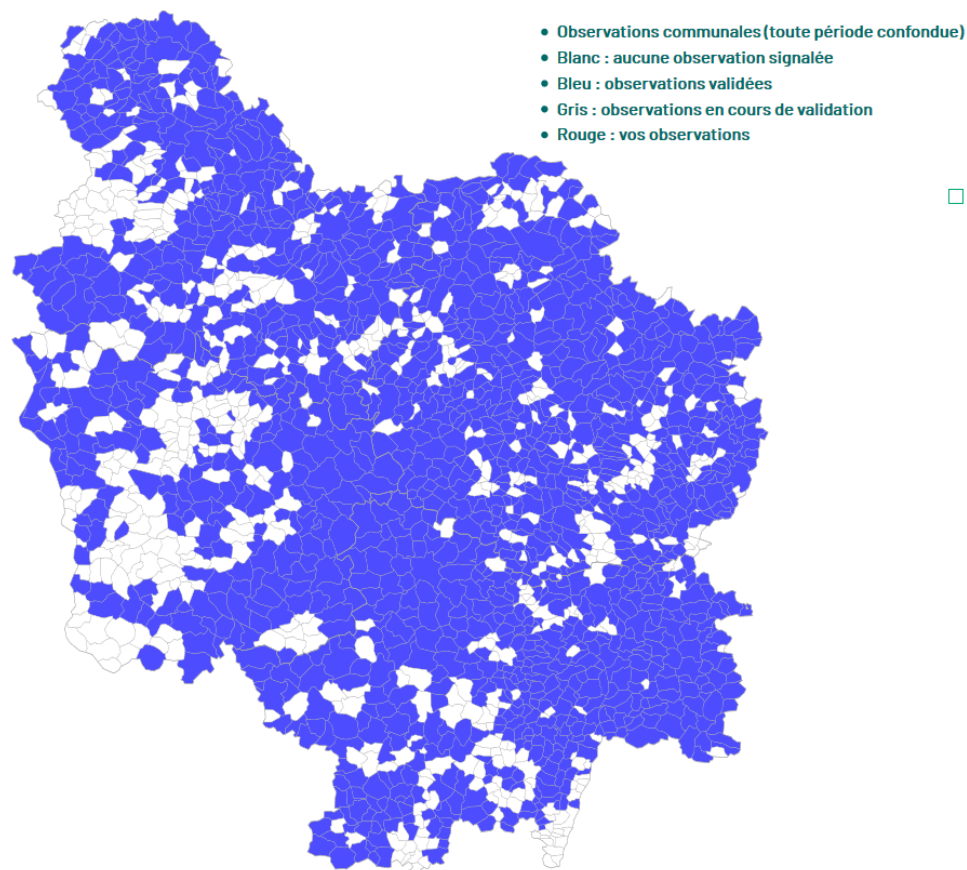 • Observations communales (toute période confondue)
• Blanc : aucune observation signalée
• Bleu : observations validées
• Gris : observations en cours de validation
• Rouge : vos observations